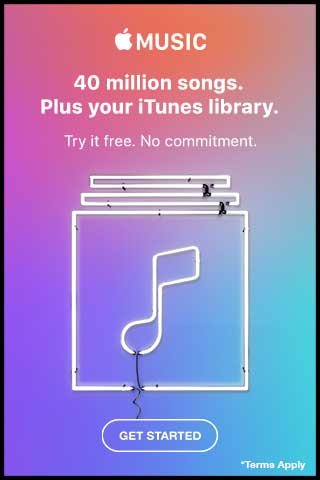 MUSIC
40 million songs.
Plus your iTunes library.
Try it free. No commitment.
GET STARTED
*Terms Apply